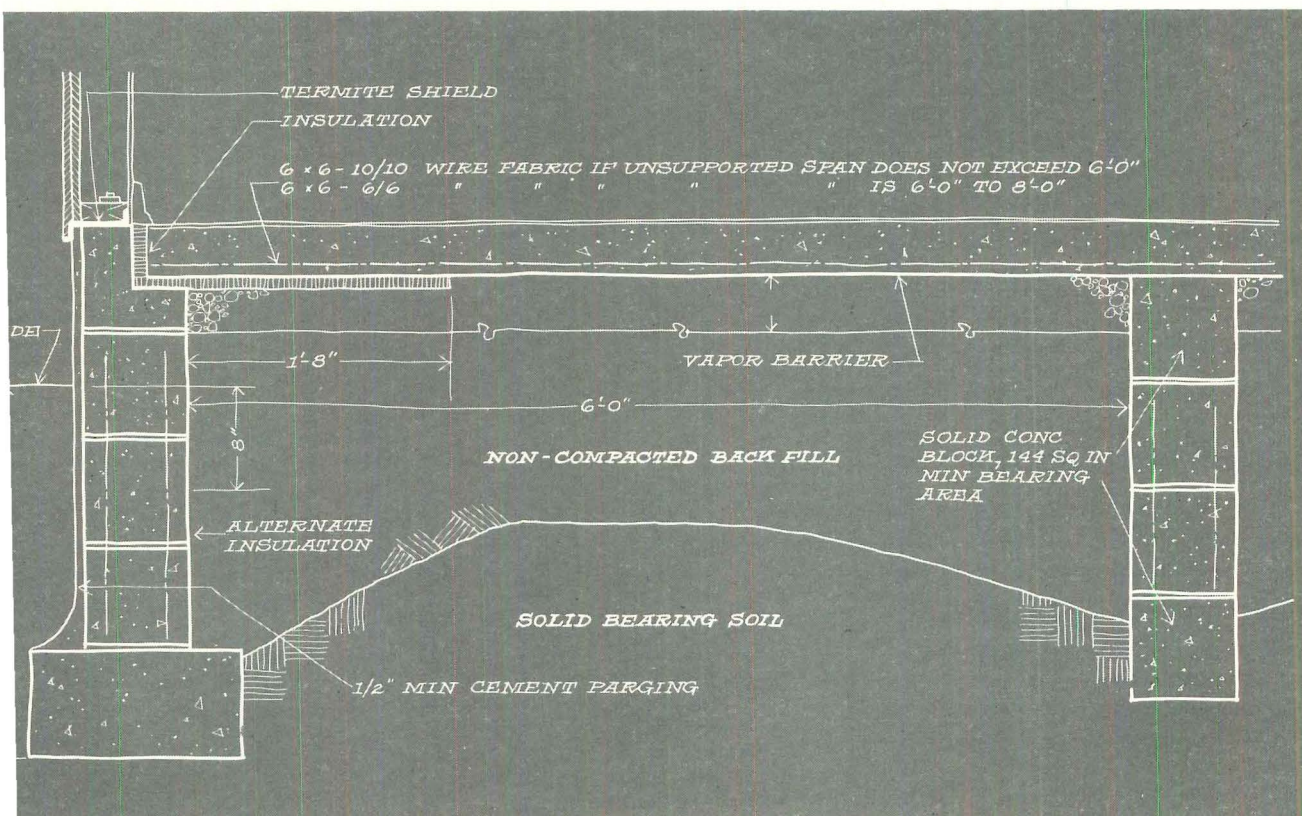 TERMITE SHIELD
INSULATION
6 × 6 - 10/10 WIRE FABRIC IF UNSUPPORTED SPAN DOES NOT EXCEED 6'-0"
6 × 6 - 6/6 " " " " " IS 6'-0" TO 8'-0"
DE
1'-8"
VAPOR BARRIER
6'-0"
8"
NON-COMPACTED BACK FILL
SOLID CONC
BLOCK, 144 SQ IN
MIN BEARING
AREA
ALTERNATE
INSULATION
SOLID BEARING SOIL
1/2" MIN CEMENT PARGING